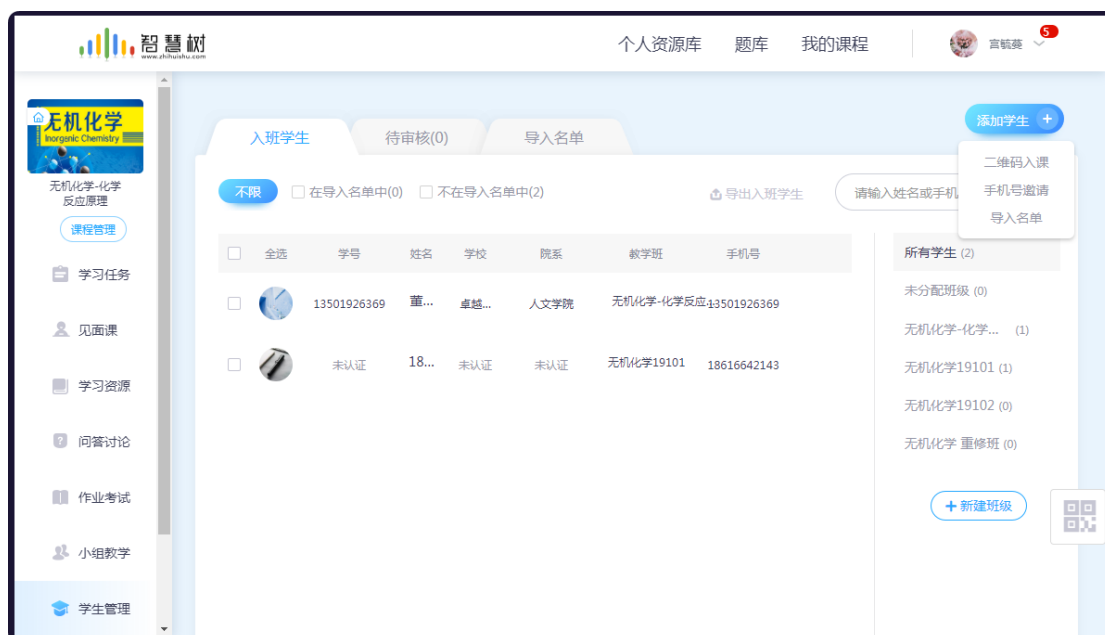 智慧树
www.zhihuishu.com
个人资源库 题库 我的课程
宫毓葵
5
无机化学
Inorgenic Chemistry
无机化学-化学
反应原理
课程管理
学习任务
见面课
学习资源
问答讨论
作业考试
小组教学
学生管理
入班学生 待审核(0) 导入名单
添加学生 +
二维码入课
手机号邀请
导入名单
不限 在导入名单中(0) 不在导入名单中(2) 导出入班学生 请输入姓名或手机
全选 学号 姓名 学校 院系 教学班 手机号
13501926369 董... 卓越... 人文学院 无机化学-化学反应 13501926369
未认证 18... 未认证 未认证 无机化学19101 18616642143
所有学生 (2)
未分配班级 (0)
无机化学-化学... (1)
无机化学19101 (1)
无机化学19102 (0)
无机化学 重修班 (0)
+ 新建班级